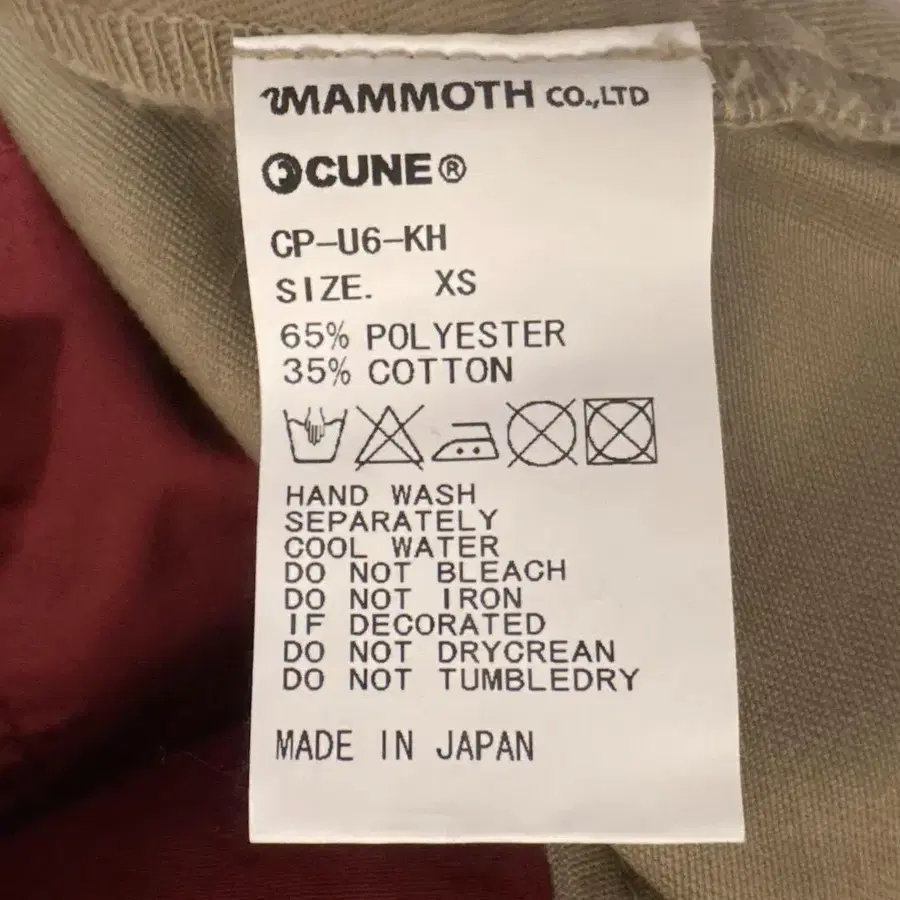 MAMMOTH CO.,LTD
CUNE®
CP-U6-KH
SIZE. XS
65% POLYESTER
35% COTTON
HAND WASH
SEPARATELY
COOL WATER
DO NOT BLEACH
DO NOT IRON
IF DECORATED
DO NOT DRYCREAN
DO NOT TUMBLEDRY
MADE IN JAPAN